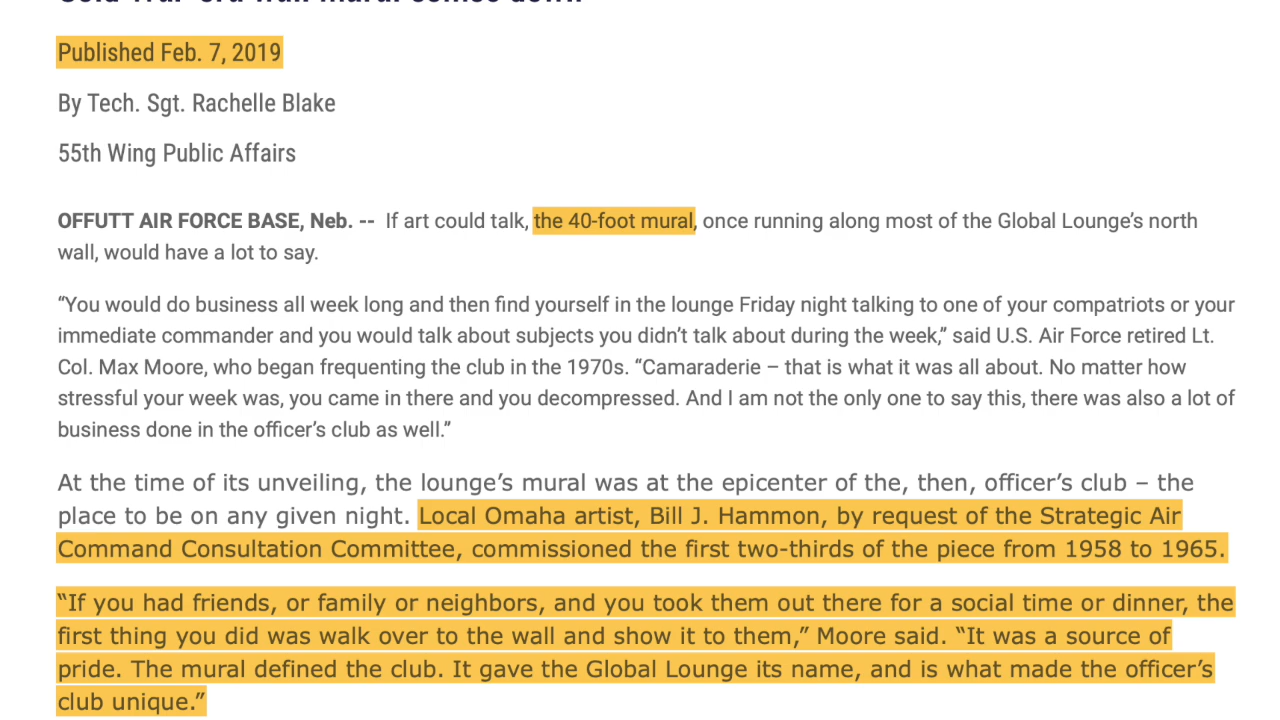 Published Feb. 7, 2019
By Tech. Sgt. Rachelle Blake
55th Wing Public Affairs
OFFUTT AIR FORCE BASE, Neb. -- If art could talk, the 40-foot mural, once running along most of the Global Lounge’s north
wall, would have a lot to say.
“You would do business all week long and then find yourself in the lounge Friday night talking to one of your compatriots or your
immediate commander and you would talk about subjects you didn’t talk about during the week,” said U.S. Air Force retired Lt.
Col. Max Moore, who began frequenting the club in the 1970s. “Camaraderie – that is what it was all about. No matter how
stressful your week was, you came in there and you decompressed. And I am not the only one to say this, there was also a lot of
business done in the officer’s club as well.”
At the time of its unveiling, the lounge’s mural was at the epicenter of the, then, officer’s club – the
place to be on any given night. Local Omaha artist, Bill J. Hammon, by request of the Strategic Air
Command Consultation Committee, commissioned the first two-thirds of the piece from 1958 to 1965.
“If you had friends, or family or neighbors, and you took them out there for a social time or dinner, the
first thing you did was walk over to the wall and show it to them,” Moore said. “It was a source of
pride. The mural defined the club. It gave the Global Lounge its name, and is what made the officer’s
club unique.”